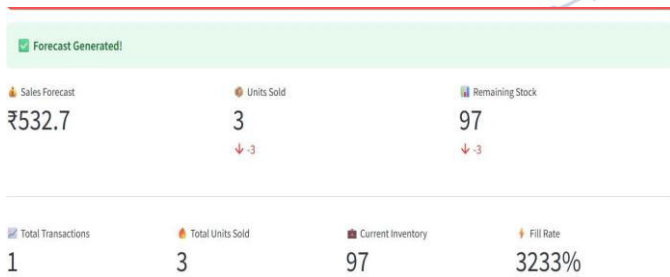 Forecast Generated!
Sales Forecast Units Sold Remaining Stock
₹532.7 3 97
↓ -3 ↓ -3
Total Transactions Total Units Sold Current Inventory Fill Rate
1 3 97 3233%